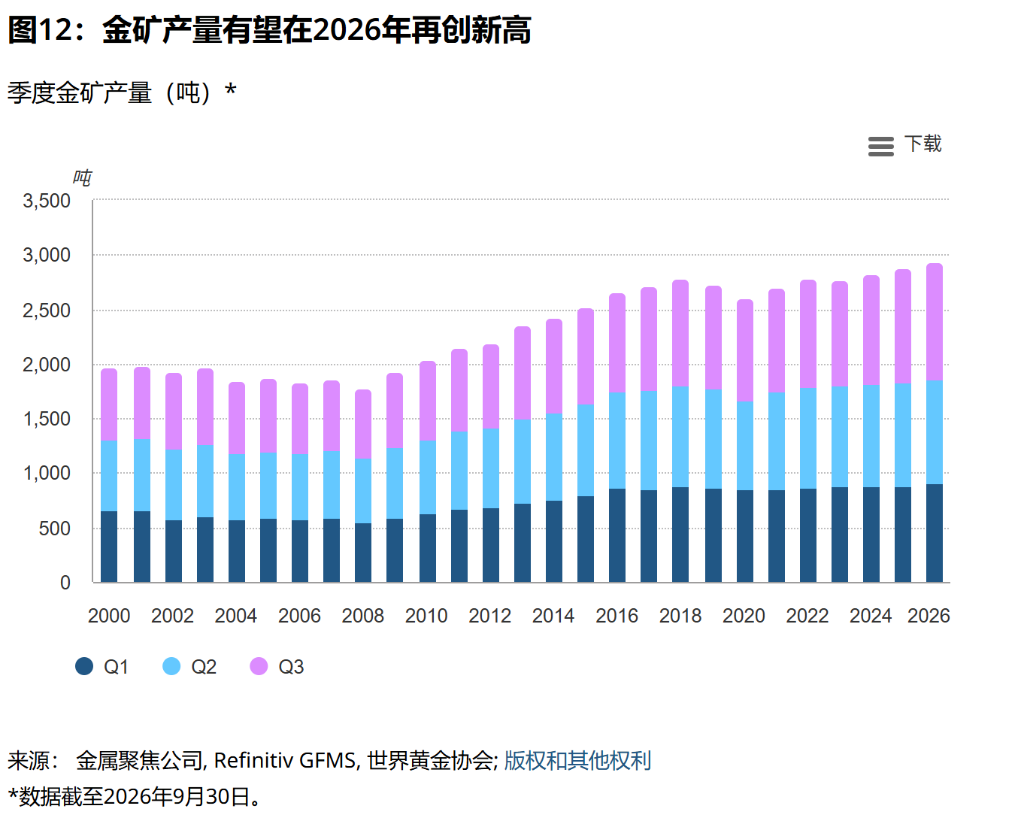 图12：金矿产量有望在2026年再创新高
季度金矿产量（吨）*
下载
吨
3,500
3,000
2,500
2,000
1,500
1,000
500
0
2000 2002 2004 2006 2008 2010 2012 2014 2016 2018 2020 2022 2024 2026
Q1 Q2 Q3
来源： 金属聚焦公司, Refinitiv GFMS, 世界黄金协会; 版权和其他权利
*数据截至2026年9月30日。